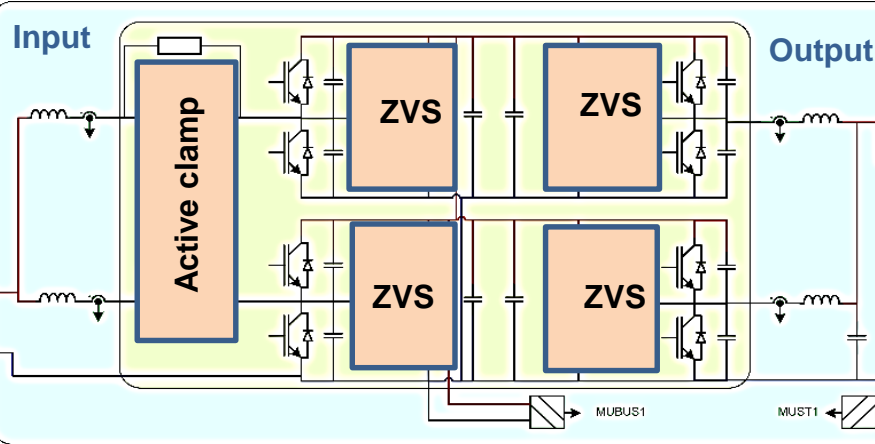 Input
Output
Active clamp
ZVS
ZVS
ZVS
ZVS
MUBUS1
MUST1